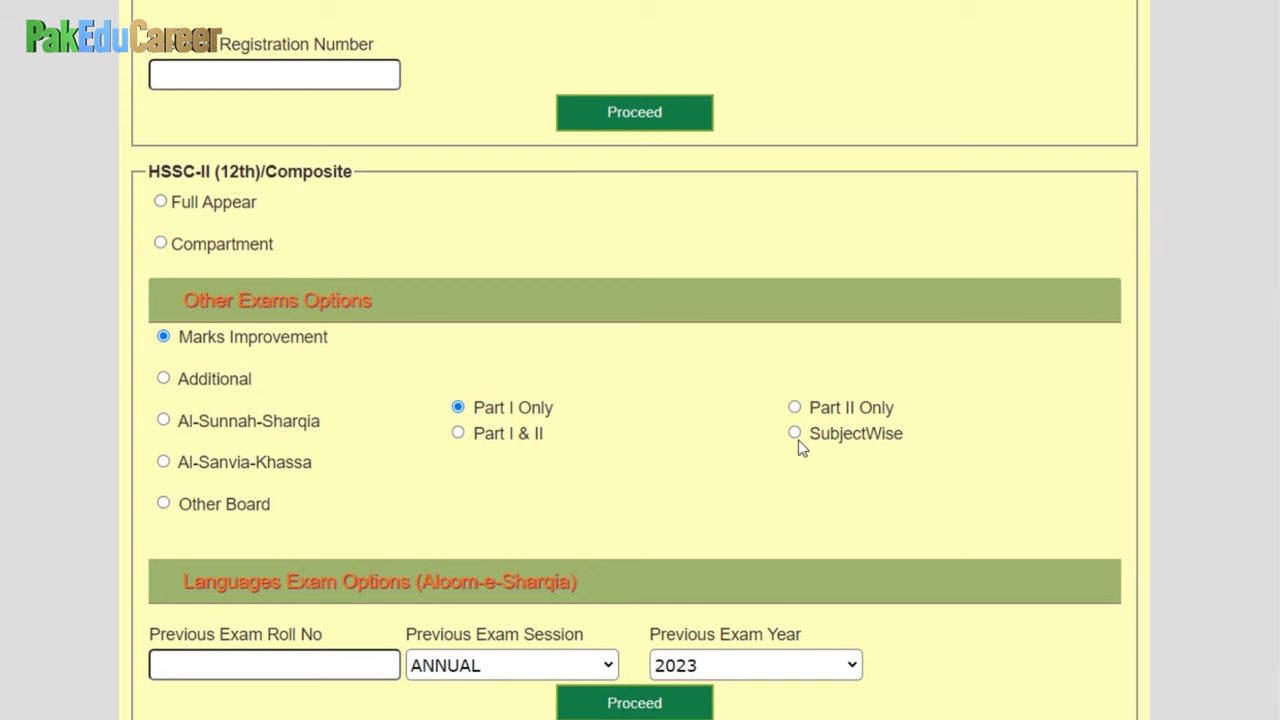 PakEduCareer
Registration Number
Proceed
HSSC-II (12th)/Composite
Full Appear
Compartment
Other Exams Options
Marks Improvement
Additional
Part I Only
Part II Only
Al-Sunnah-Sharqia
Part I & II
SubjectWise
Al-Sanvia-Khassa
Other Board
Languages Exam Options (Aloom-e-Sharqia)
Previous Exam Roll No
Previous Exam Session
Previous Exam Year
ANNUAL
2023
Proceed